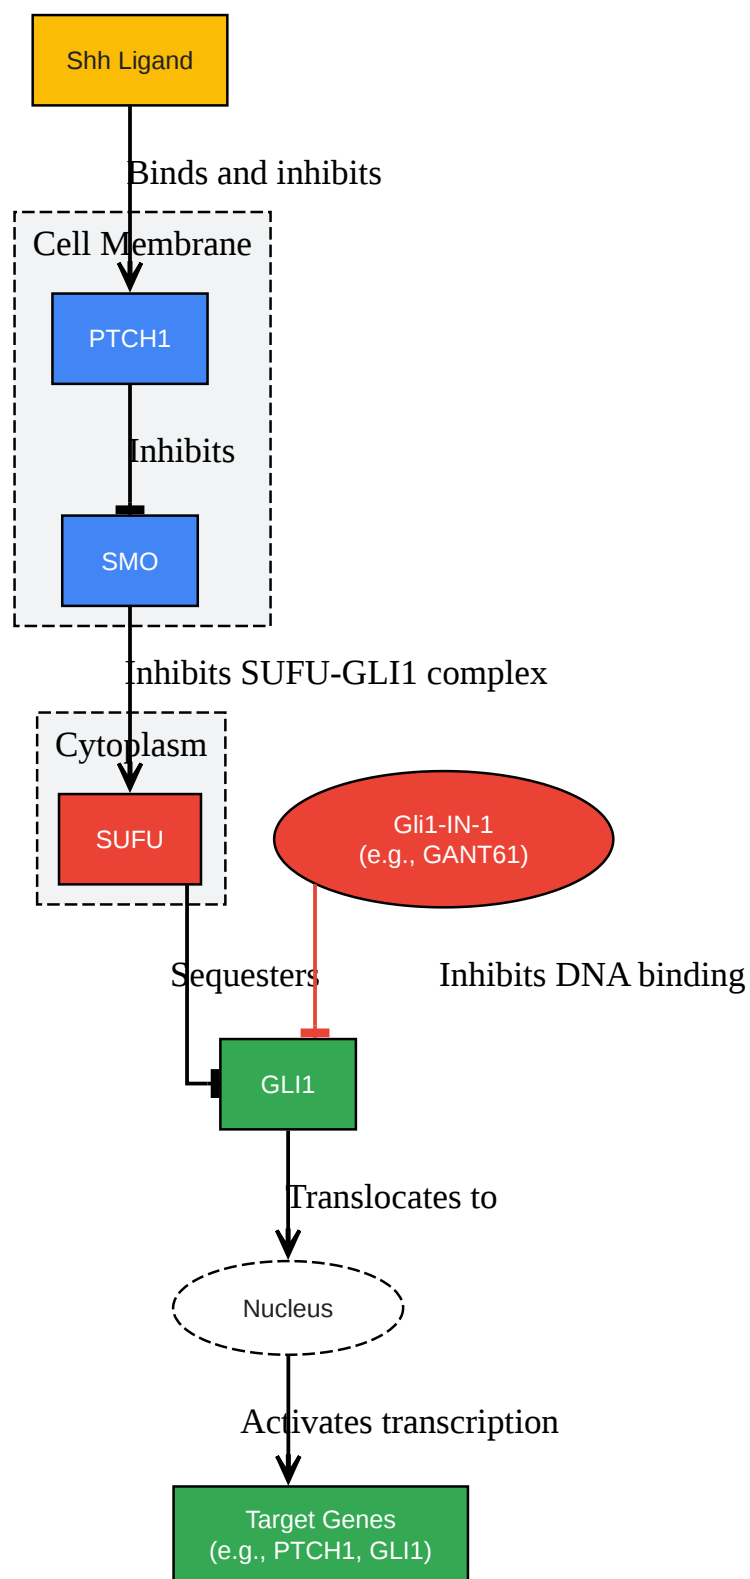 Shh Ligand
Binds and inhibits
Cell Membrane
PTCH1
Inhibits
SMO
Inhibits SUFU-GLI1 complex
Cytoplasm
SUFU
Gli1-IN-1
(e.g., GANT61)
Sequesters
Inhibits DNA binding
GLI1
Translocates to
Nucleus
Activates transcription
Target Genes
(e.g., PTCH1, GLI1)